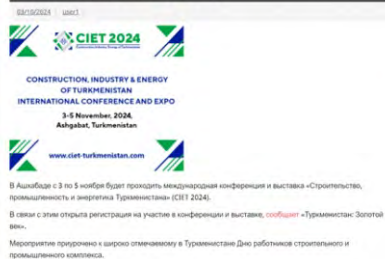 03/10/2024 user1
CIET 2024
CONSTRUCTION, INDUSTRY & ENERGY
OF TURKMENISTAN
INTERNATIONAL CONFERENCE AND EXPO
3-5 November, 2024,
Ashgabat, Turkmenistan
www.ciet-turkmenistan.com
В Ашхабаде с 3 по 5 ноября будет проходить международная конференция и выставка «Строительство,
промышленность и энергетика Туркменистана» (CIET 2024).
В связи с этим открыта регистрация на участие в конференции и выставке, сообщает «Туркменистан: Золотой
век».
Мероприятие приурочено к широко отмечаемому в Туркменистане Дню работников строительного и
промышленного комплекса.